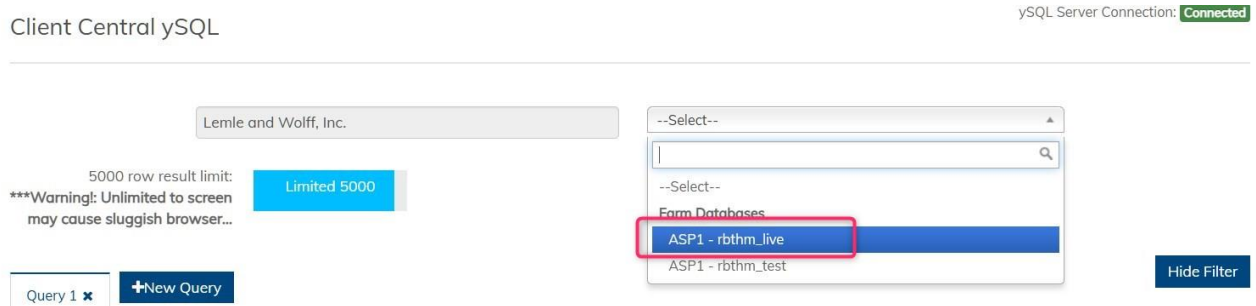 ySQL Server Connection: Connected
Client Central ySQL
Lemle and Wolff, Inc.
--Select--
5000 row result limit:
***Warning!: Unlimited to screen
may cause sluggish browser...
Limited 5000
--Select--
Farm Databases
ASP1 - rbthm_live
ASP1 - rbthm_test
Hide Filter
Query 1 ×
+New Query